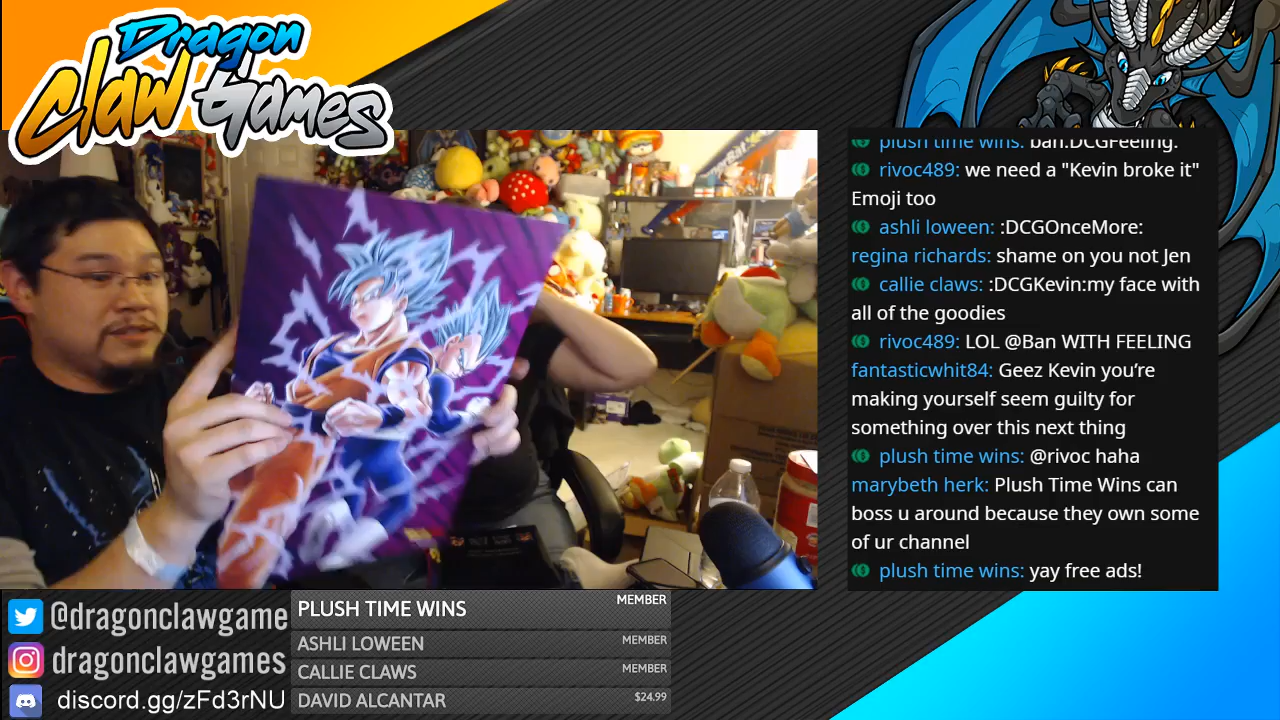 Dragon
Claw Games
plush time wins: ban.DCGFeeling.
rivoc489: we need a "Kevin broke it"
Emoji too
ashli loween: :DCGOnceMore:
regina richards: shame on you not Jen
callie claws: :DCGKevin:my face with
all of the goodies
rivoc489: LOL @Ban WITH FEELING
fantasticwhit84: Geez Kevin you’re
making yourself seem guilty for
something over this next thing
plush time wins: @rivoc haha
marybeth herk: Plush Time Wins can
boss u around because they own some
of ur channel
plush time wins: yay free ads!
@dragonclawgame
dragonclawgames
discord.gg/zFd3rNU
PLUSH TIME WINS MEMBER
ASHLI LOWEEN MEMBER
CALLIE CLAWS MEMBER
DAVID ALCANTAR $24.99